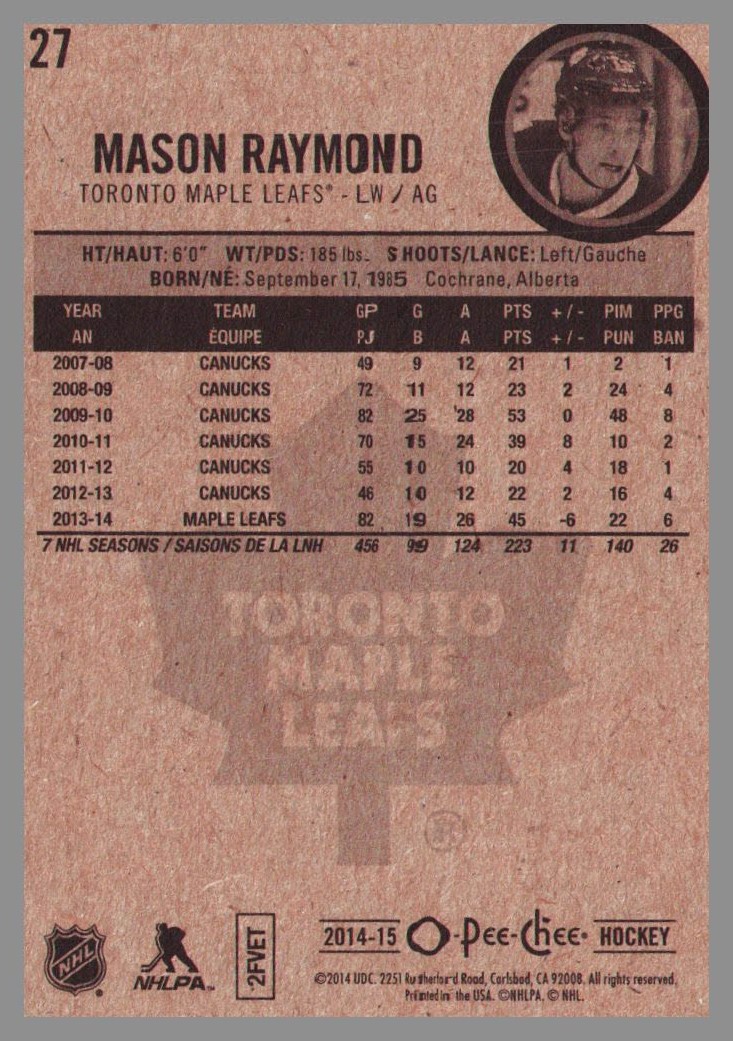 27
MASON RAYMOND
TORONTO MAPLE LEAFS® - LW / AG
HT/HAUT: 6'0" WT/PDS: 185 lbs. SHOOTS/LANCE: Left/Gauche
BORN/NÉ: September 17, 1985 Cochrane, Alberta
YEAR TEAM GP G A PTS +/- PIM PPG
AN ÉQUIPE PJ B A PTS +/- PUN BAN
2007-08 CANUCKS 49 9 12 21 1 2 1
2008-09 CANUCKS 72 11 12 23 2 24 4
2009-10 CANUCKS 82 25 28 53 0 48 8
2010-11 CANUCKS 70 15 24 39 8 10 2
2011-12 CANUCKS 55 10 10 20 4 18 1
2012-13 CANUCKS 46 10 12 22 2 16 4
2013-14 MAPLE LEAFS 82 19 26 45 -6 22 6
7 NHL SEASONS / SAISONS DE LA LNH 456 99 124 223 11 140 26
TORONTO
MAPLE
LEAFS
®
NHL
NHLPA™
2FVET
2014-15 O-Pee-Chee® HOCKEY
©2014 UDC. 2251 Rutherford Road, Carlsbad, CA 92008. All rights reserved.
Printed in the USA. ©NHLPA. © NHL.